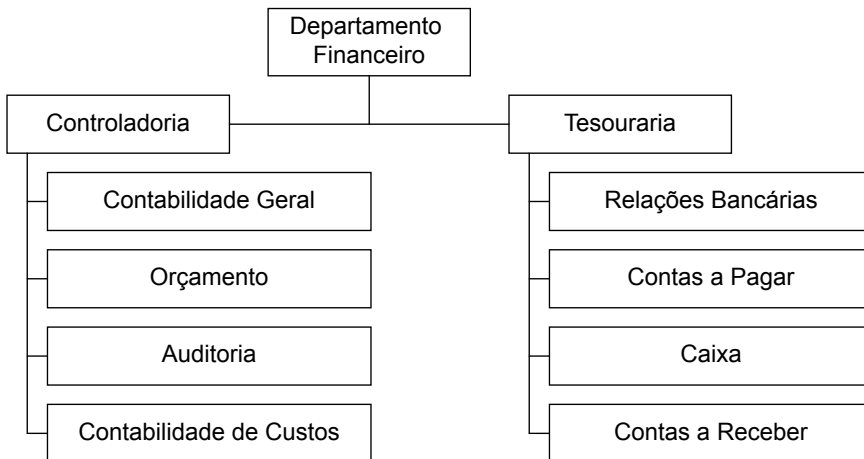 Departamento
Financeiro
Controladoria
Tesouraria
Contabilidade Geral
Relações Bancárias
Orçamento
Contas a Pagar
Auditoria
Caixa
Contabilidade de Custos
Contas a Receber